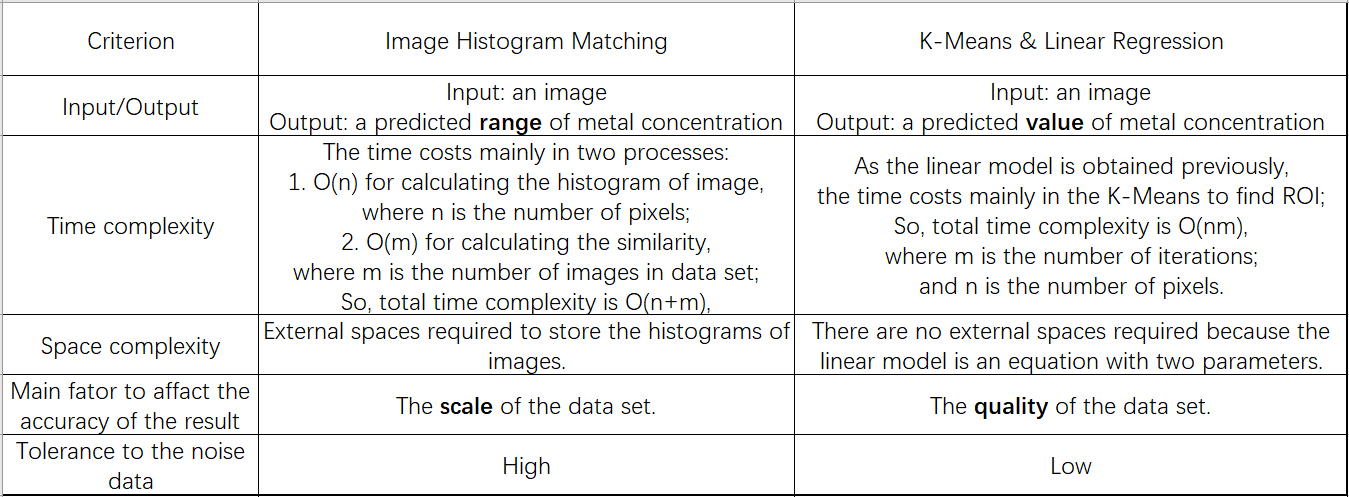 Criterion
Image Histogram Matching
K-Means & Linear Regression
Input/Output
Input: an image
Output: a predicted range of metal concentration
Input: an image
Output: a predicted value of metal concentration
Time complexity
The time costs mainly in two processes:
1. O(n) for calculating the histogram of image,
where n is the number of pixels;
2. O(m) for calculating the similarity,
where m is the number of images in data set;
So, total time complexity is O(n+m),
As the linear model is obtained previously,
the time costs mainly in the K-Means to find ROI;
So, total time complexity is O(nm),
where m is the number of iterations;
and n is the number of pixels.
Space complexity
External spaces required to store the histograms of
images.
There are no external spaces required because the
linear model is an equation with two parameters.
Main fator to affact the
accuracy of the result
The scale of the data set.
The quality of the data set.
Tolerance to the noise
data
High
Low